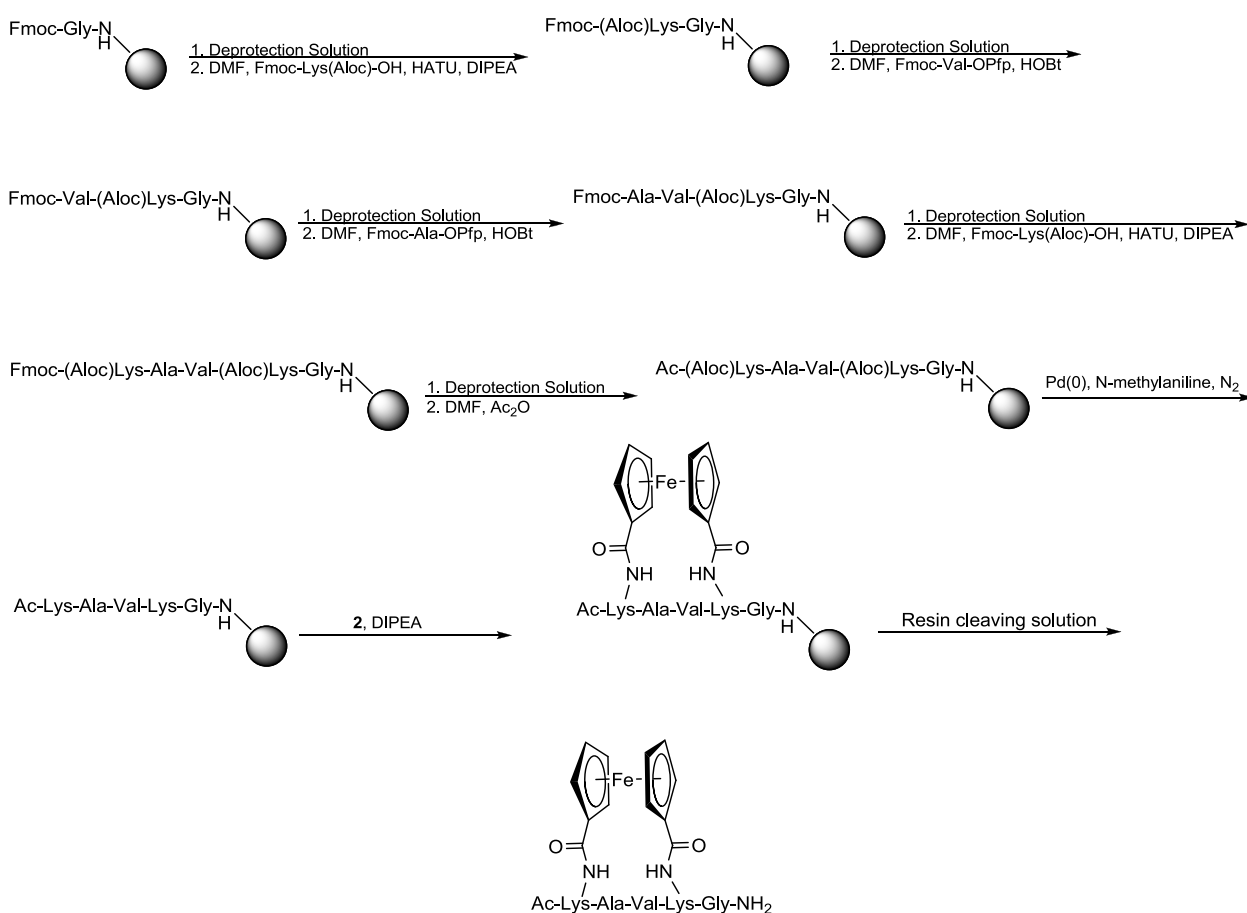 Fmoc-Gly-N
H
1. Deprotection Solution
2. DMF, Fmoc-Lys(Aloc)-OH, HATU, DIPEA
Fmoc-(Aloc)Lys-Gly-N
H
1. Deprotection Solution
2. DMF, Fmoc-Val-OPfp, HOBt
Fmoc-Val-(Aloc)Lys-Gly-N
H
1. Deprotection Solution
2. DMF, Fmoc-Ala-OPfp, HOBt
Fmoc-Ala-Val-(Aloc)Lys-Gly-N
H
1. Deprotection Solution
2. DMF, Fmoc-Lys(Aloc)-OH, HATU, DIPEA
Fmoc-(Aloc)Lys-Ala-Val-(Aloc)Lys-Gly-N
H
1. Deprotection Solution
2. DMF, Ac2O
Ac-(Aloc)Lys-Ala-Val-(Aloc)Lys-Gly-N
H
Pd(0), N-methylaniline, N2
Ac-Lys-Ala-Val-Lys-Gly-N
H
2, DIPEA
Fe
O O
NH HN
Ac-Lys-Ala-Val-Lys-Gly-N
H
Resin cleaving solution
Fe
O O
NH HN
Ac-Lys-Ala-Val-Lys-Gly-NH2